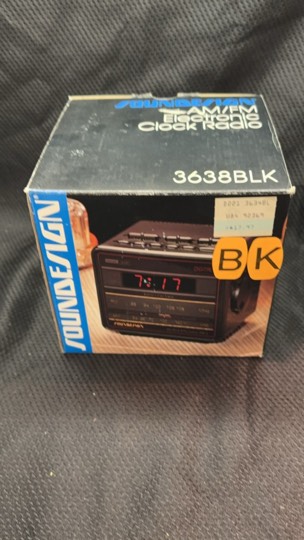 SOUNDESIGN
AM/FM
Electronic
Clock Radio
3638BLK
SOUNDESIGN
BK
7:17